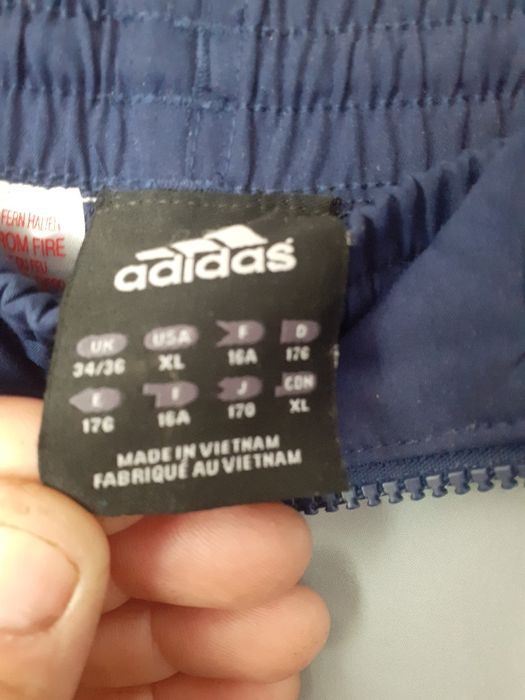 FERN HALTEN
ROM FIRE
adidas
UK USA F D
34/36 XL 16A 176
E I J CDN
176 16A 170 XL
MADE IN VIETNAM
FABRIQUÉ AU VIETNAM